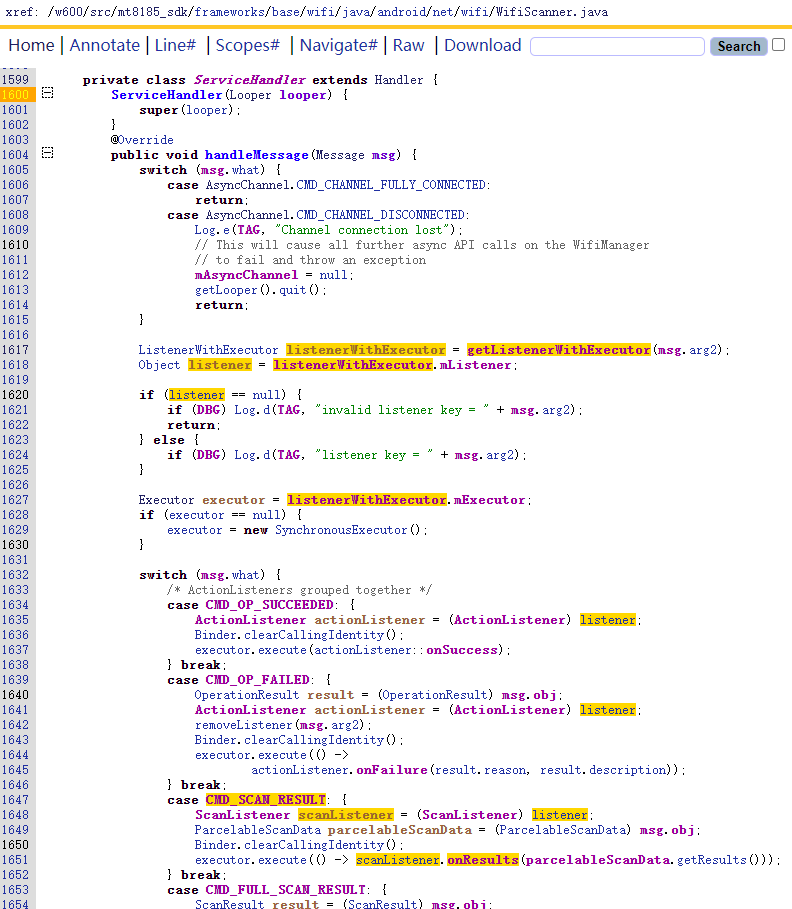 xref: /w600/src/mt8185_sdk/frameworks/base/wifi/java/android/net/wifi/WifiScanner.java
Home | Annotate | Line# | Scopes# | Navigate# | Raw | Download Search
1599 private class ServiceHandler extends Handler {
1600 ServiceHandler(Looper looper) {
1601 super(looper);
1602 }
1603 @Override
1604 public void handleMessage(Message msg) {
1605 switch (msg.what) {
1606 case AsyncChannel.CMD_CHANNEL_FULLY_CONNECTED:
1607 return;
1608 case AsyncChannel.CMD_CHANNEL_DISCONNECTED:
1609 Log.e(TAG, "Channel connection lost");
1610 // This will cause all further async API calls on the WifiManager
1611 // to fail and throw an exception
1612 mAsyncChannel = null;
1613 getLooper().quit();
1614 return;
1615 }
1616
1617 ListenerWithExecutor listenerWithExecutor = getListenerWithExecutor(msg.arg2);
1618 Object listener = listenerWithExecutor.mListener;
1619
1620 if (listener == null) {
1621 if (DBG) Log.d(TAG, "invalid listener key = " + msg.arg2);
1622 return;
1623 } else {
1624 if (DBG) Log.d(TAG, "listener key = " + msg.arg2);
1625 }
1626
1627 Executor executor = listenerWithExecutor.mExecutor;
1628 if (executor == null) {
1629 executor = new SynchronousExecutor();
1630 }
1631
1632 switch (msg.what) {
1633 /* ActionListeners grouped together */
1634 case CMD_OP_SUCCEEDED: {
1635 ActionListener actionListener = (ActionListener) listener;
1636 Binder.clearCallingIdentity();
1637 executor.execute(actionListener::onSuccess);
1638 } break;
1639 case CMD_OP_FAILED: {
1640 OperationResult result = (OperationResult) msg.obj;
1641 ActionListener actionListener = (ActionListener) listener;
1642 removeListener(msg.arg2);
1643 Binder.clearCallingIdentity();
1644 executor.execute(() ->
1645 actionListener.onFailure(result.reason, result.description));
1646 } break;
1647 case CMD_SCAN_RESULT: {
1648 ScanListener scanListener = (ScanListener) listener;
1649 ParcelableScanData parcelableScanData = (ParcelableScanData) msg.obj;
1650 Binder.clearCallingIdentity();
1651 executor.execute(() -> scanListener.onResults(parcelableScanData.getResults()));
1652 } break;
1653 case CMD_FULL_SCAN_RESULT: {
1654 ScanResult result = (ScanResult) msg.obj;